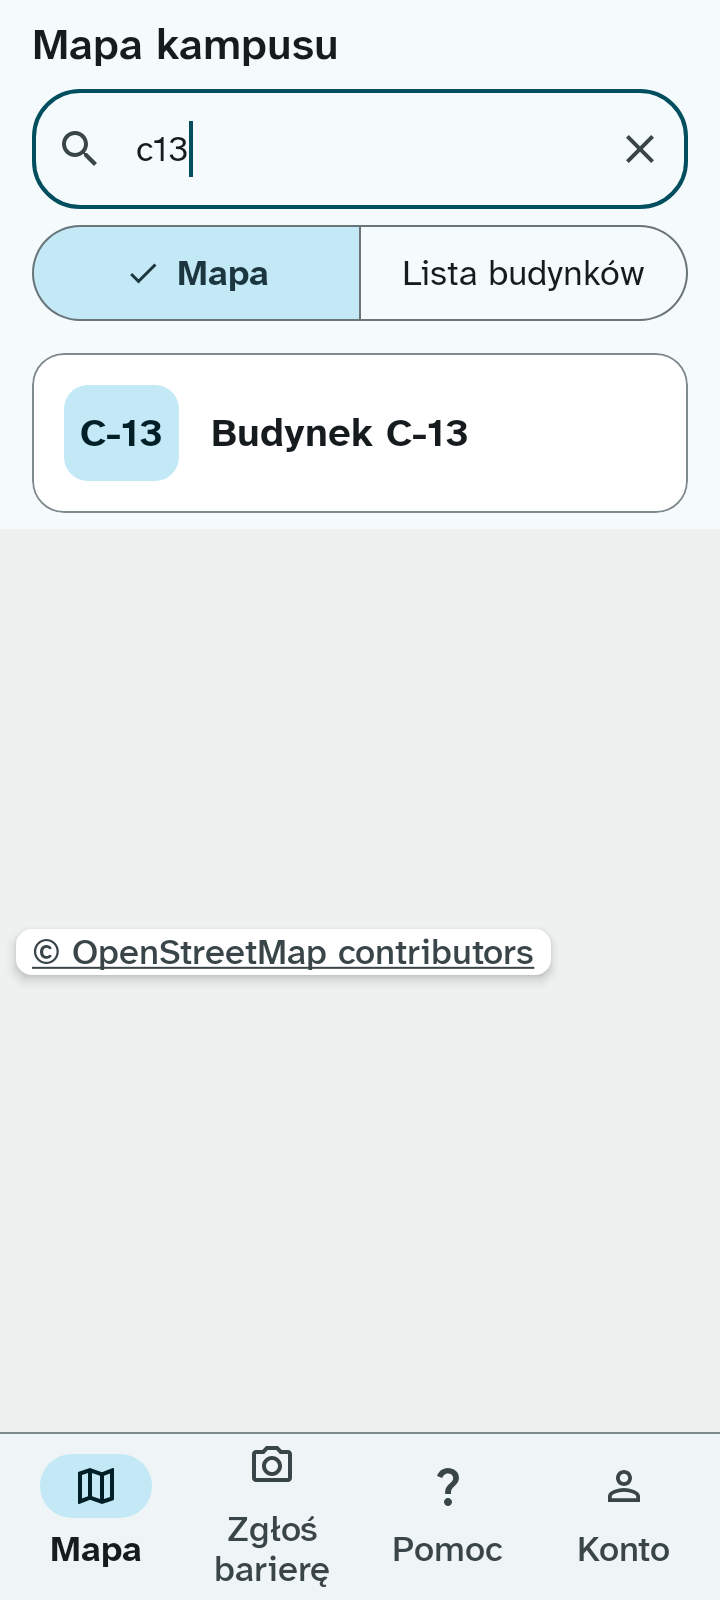 Mapa kampusu
c13
Mapa
Lista budynków
C-13
Budynek C-13
© OpenStreetMap contributors
Mapa
Zgłoś
barierę
Pomoc
Konto